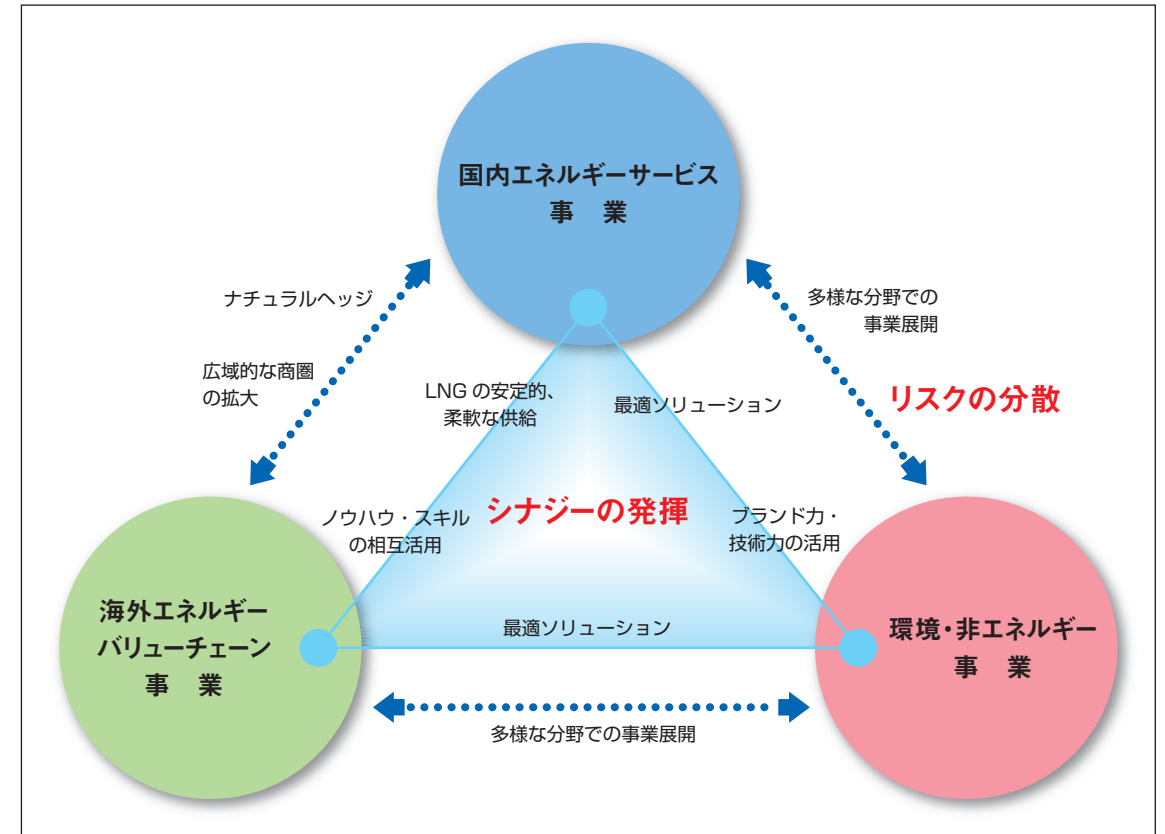 国内エネルギーサービス
事　業
ナチュラルヘッジ
多様な分野での
事業展開
広域的な商圏
の拡大
LNG の安定的、
柔軟な供給
最適ソリューション
リスクの分散
シナジーの発揮
ノウハウ・スキル
の相互活用
ブランド力・
技術力の活用
海外エネルギー
バリューチェーン
事　業
最適ソリューション
環境・非エネルギー
事　業
多様な分野での事業展開